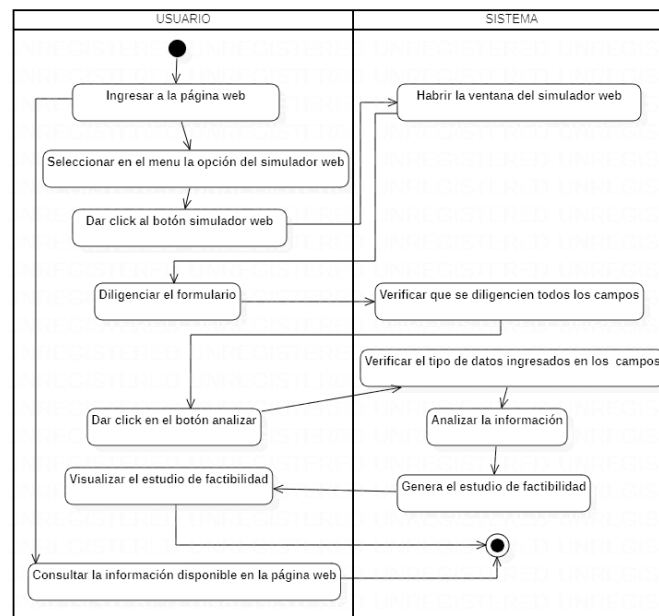 USUARIO
SISTEMA
Ingresar a la página web
Habrir la ventana del simulador web
Seleccionar en el menu la opción del simulador web
Dar click al botón simulador web
Diligenciar el formulario
Verificar que se diligencien todos los campos
Verificar el tipo de datos ingresados en los campos
Dar click en el botón analizar
Analizar la información
Visualizar el estudio de factibilidad
Genera el estudio de factibilidad
Consultar la información disponible en la página web
UNREGISTERED